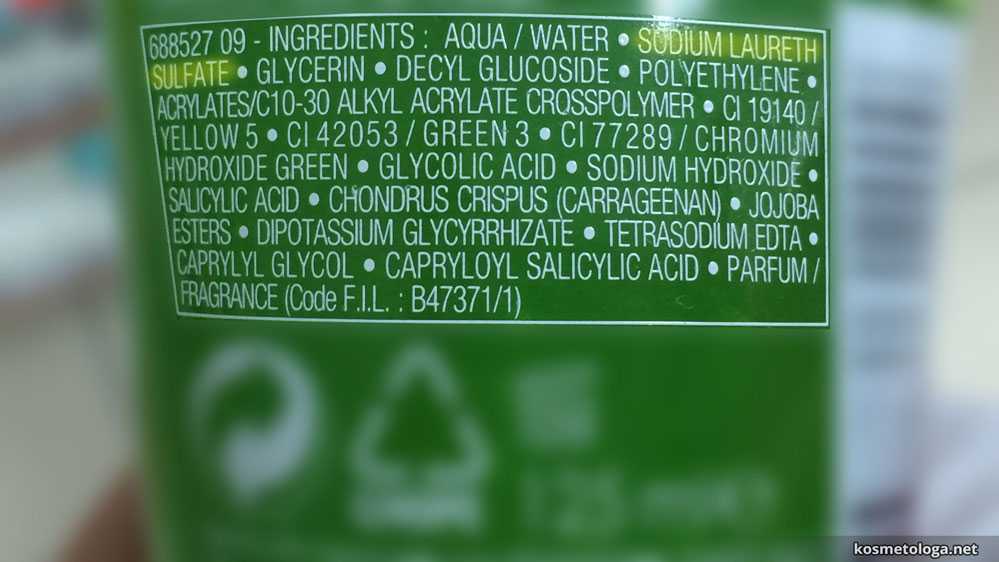 688527 09 - INGREDIENTS : AQUA / WATER • SODIUM LAURETH
SULFATE • GLYCERIN • DECYL GLUCOSIDE • POLYETHYLENE •
ACRYLATES/C10-30 ALKYL ACRYLATE CROSSPOLYMER • CI 19140 /
YELLOW 5 • CI 42053 / GREEN 3 • CI 77289 / CHROMIUM
HYDROXIDE GREEN • GLYCOLIC ACID • SODIUM HYDROXIDE •
SALICYLIC ACID • CHONDRUS CRISPUS (CARRAGEENAN) • JOJOBA
ESTERS • DIPOTASSIUM GLYCYRRHIZATE • TETRASODIUM EDTA •
CAPRYLYL GLYCOL • CAPRYLOYL SALICYLIC ACID • PARFUM /
FRAGRANCE (Code F.I.L. : B47371/1)
kosmetologa.net